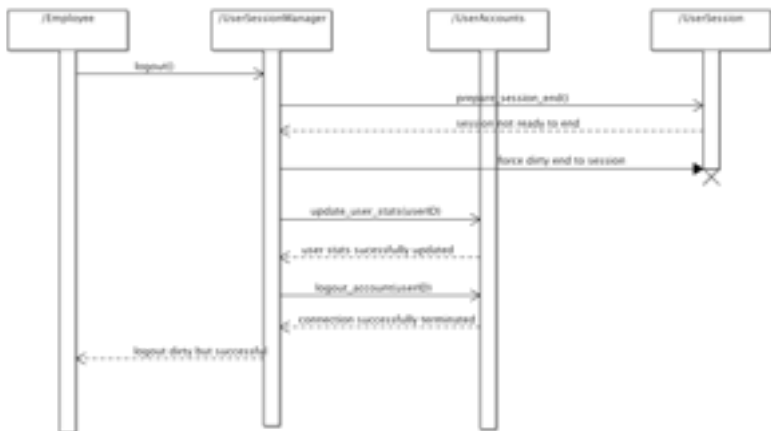 /Employee
/UserSessionManager
/UserAccounts
/UserSession
logout()
prepare_session_end()
session not ready to end
force dirty end to session
update_user_stats(userID)
user stats sucessfully updated
logout_account(userID)
connection successfully terminated
logout dirty but successful